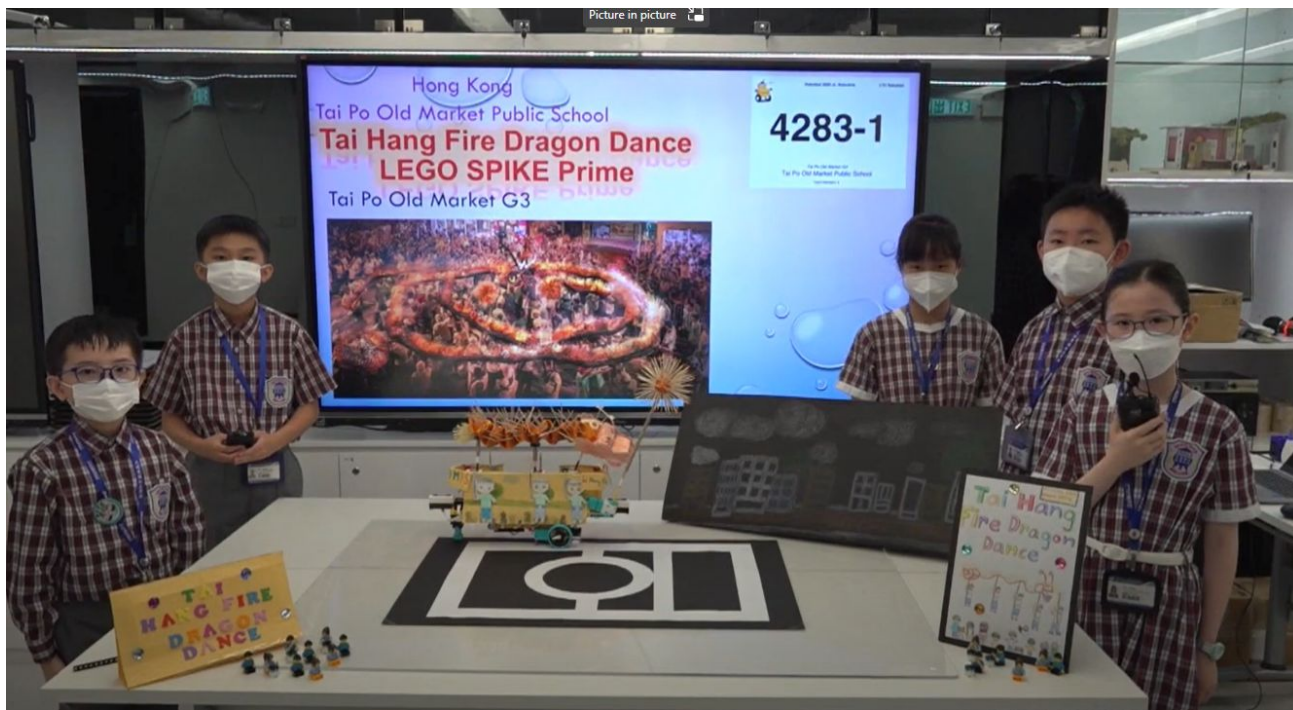 Picture in picture
Hong Kong
Tai Po Old Market Public School
Tai Hang Fire Dragon Dance
LEGO SPIKE Prime
Tai Po Old Market G3
4283-1
Tai Po Old Market Public School
TAI
HANG FIRE
DRAGON
DANCE
Tai Hang
Fire Dragon
Dance